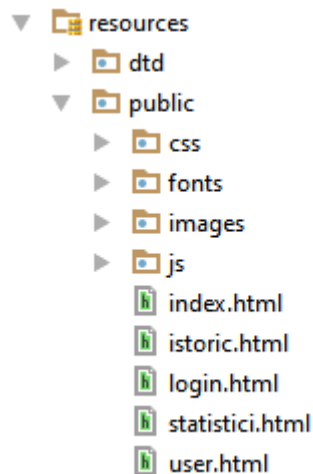 resources
dtd
public
css
fonts
images
js
index.html
istoric.html
login.html
statistici.html
user.html